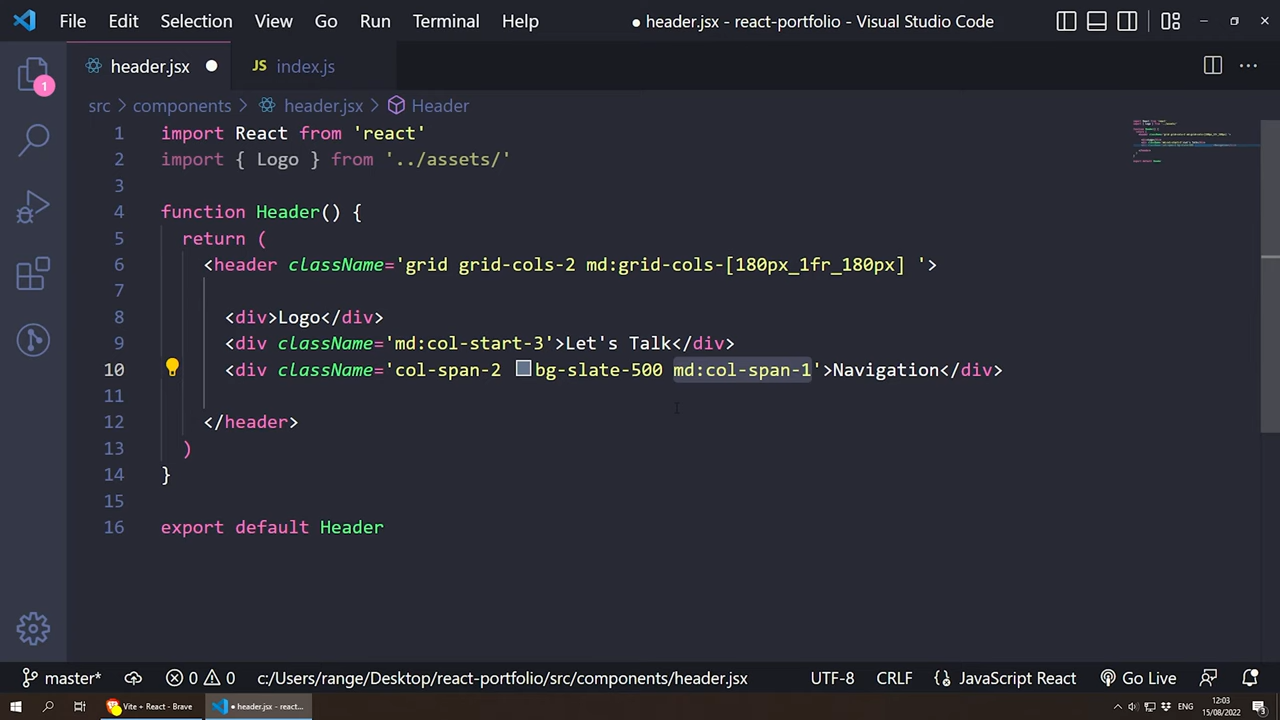 File Edit Selection View Go Run Terminal Help ● header.jsx - react-portfolio - Visual Studio Code
header.jsx JS index.js
1
src > components > header.jsx > Header
1 import React from 'react'
2 import { Logo } from '../assets/'
3
4 function Header() {
5 return (
6 <header className='grid grid-cols-2 md:grid-cols-[180px_1fr_180px] '>
7
8 <div>Logo</div>
9 <div className='md:col-start-3'>Let's Talk</div>
10 <div className='col-span-2 bg-slate-500 md:col-span-1'>Navigation</div>
11
12 </header>
13 )
14 }
15
16 export default Header
master* 0 0 c:/Users/range/Desktop/react-portfolio/src/components/header.jsx UTF-8 CRLF {} JavaScript React Go Live
Vite + React - Brave ● header.jsx - react... ENG 12:03
15/08/2022 3